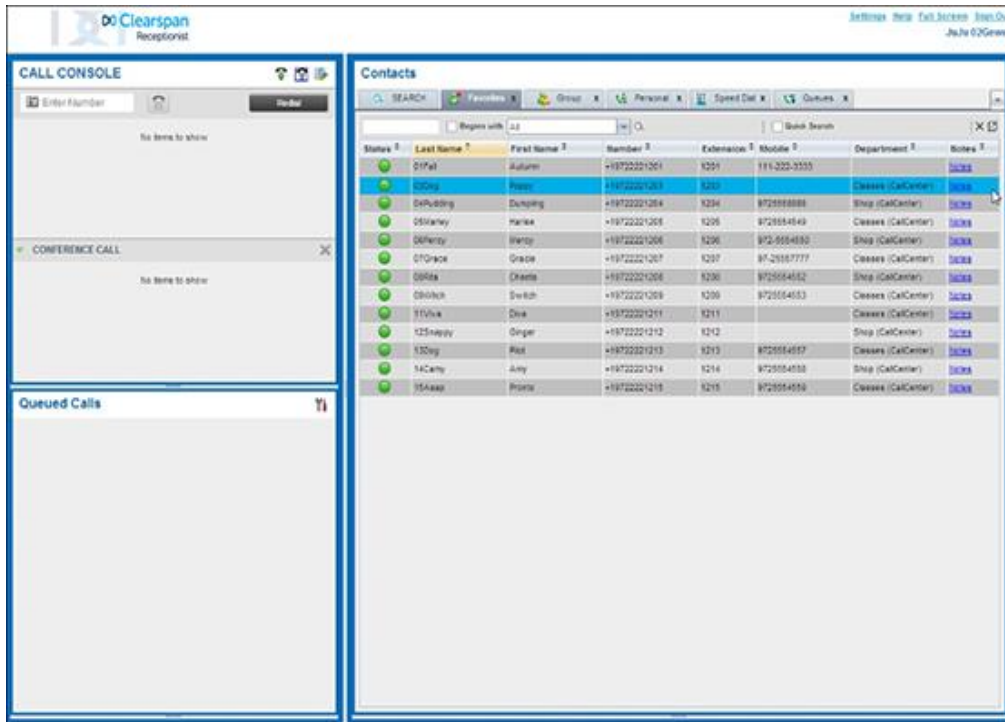 Clearspan
Receptionist
Settings Help Full Screen Sign Ou
JuJu 02Gewe
CALL CONSOLE
Enter Number
Redial
No items to show
CONFERENCE CALL
No items to show
Queued Calls
Contacts
SEARCH Favorites X Group X Personal X Speed Dial X Queues X
Begins with All Quick Search
Status Last Name First Name Number Extension Mobile Department Notes
01Fall Autumn +19722221201 1201 111-222-3333 Notes
03Dog Poppy +19722221203 1203 Classes (CallCenter) Notes
04Pudding Dumpling +19722221204 1204 Shop (CallCenter) Notes
05Marley Harlee +19722221205 1205 9725554549 Classes (CallCenter) Notes
06Percy Mercy +19722221206 1206 972-5554550 Shop (CallCenter) Notes
07Grace Gracie +19722221207 1207 97-25557777 Classes (CallCenter) Notes
08Rita Cheeta +19722221208 1208 9725554552 Shop (CallCenter) Notes
09Witch Switch +19722221209 1209 9725554553 Classes (CallCenter) Notes
11Viva Diva +19722221211 1211 Classes (CallCenter) Notes
12Snappy Ginger +19722221212 1212 Shop (CallCenter) Notes
13Dog Riot +19722221213 1213 9725554557 Classes (CallCenter) Notes
14Camy Amy +19722221214 1214 9725554558 Shop (CallCenter) Notes
15Asap Pronto +19722221215 1215 9725554559 Classes (CallCenter) Notes